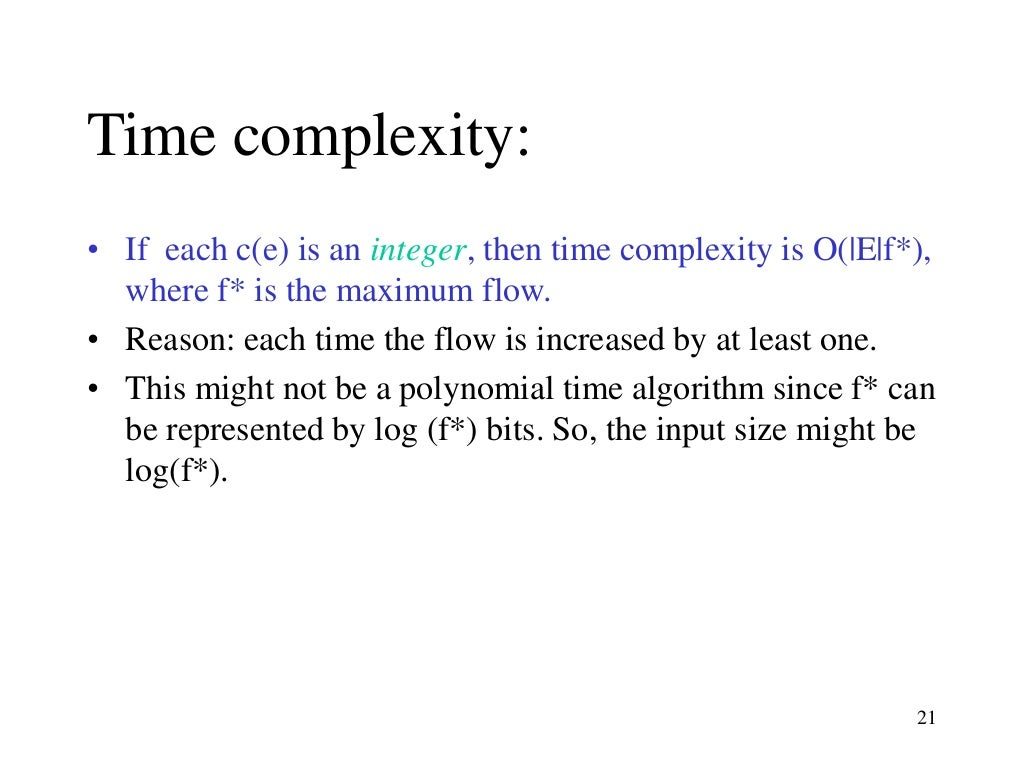 Time complexity:
• If  each c(e) is an integer, then time complexity is O(|E|f*),
where f* is the maximum flow.
• Reason: each time the flow is increased by at least one.
• This might not be a polynomial time algorithm since f* can
be represented by log (f*) bits. So, the input size might be
log(f*).
21